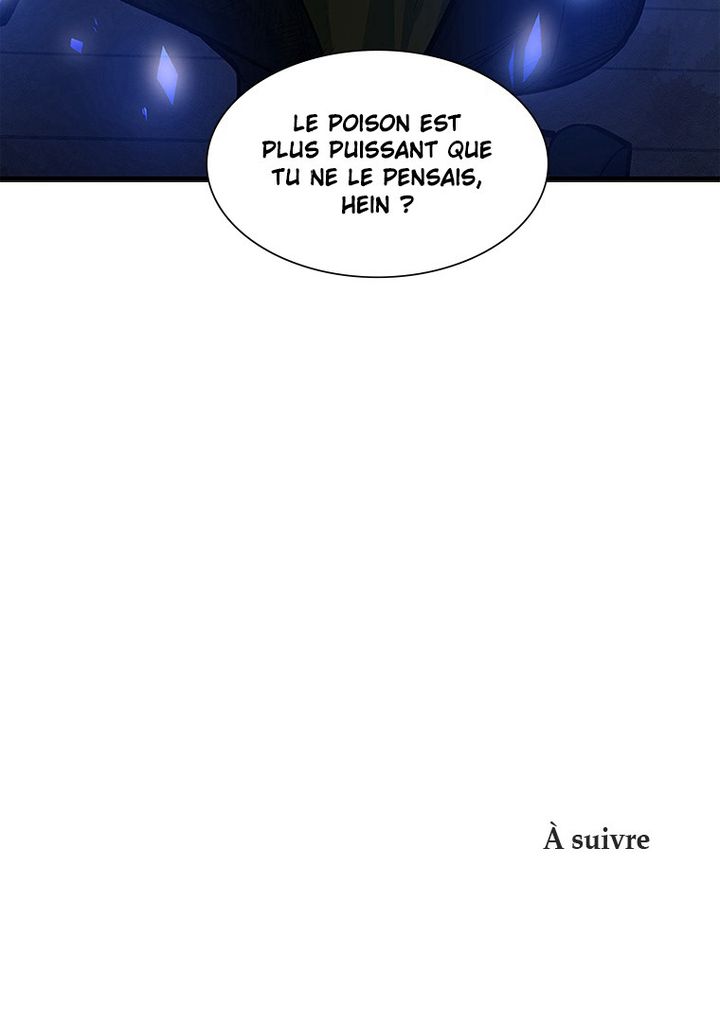 LE POISON EST
PLUS PUISSANT QUE
TU NE LE PENSAIS,
HEIN ?
À suivre